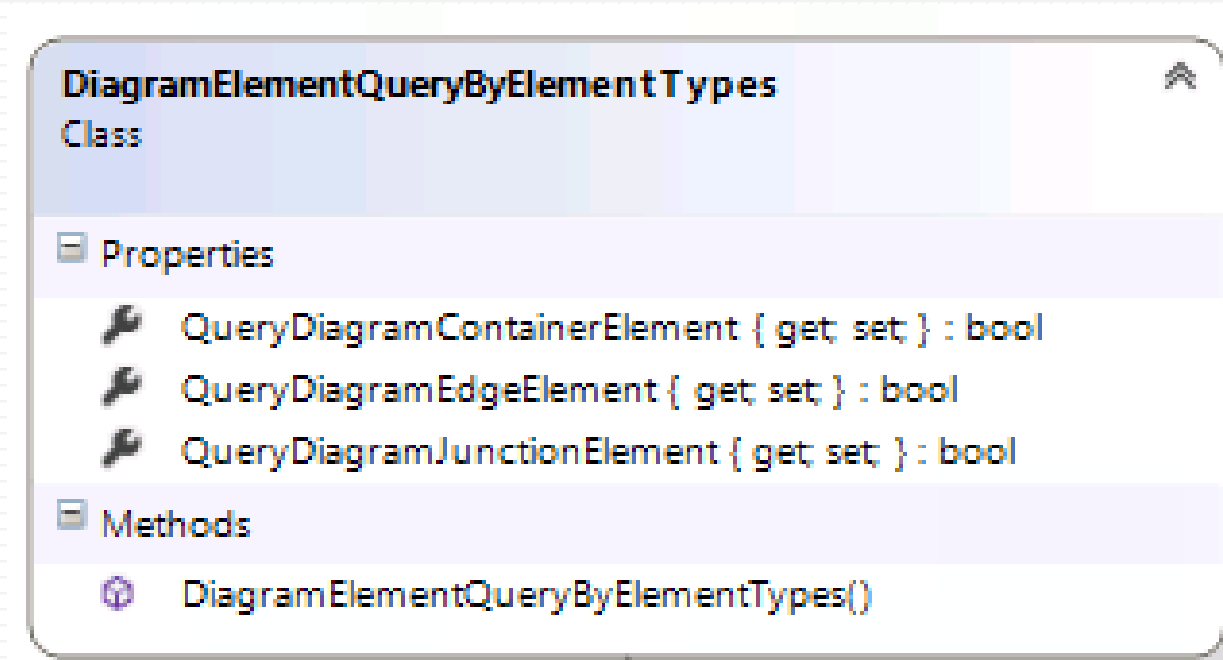 DiagramElementQueryByElementTypes
Class
Properties
QueryDiagramContainerElement { get; set; } : bool
QueryDiagramEdgeElement { get; set; } : bool
QueryDiagramJunctionElement { get; set; } : bool
Methods
DiagramElementQueryByElementTypes()